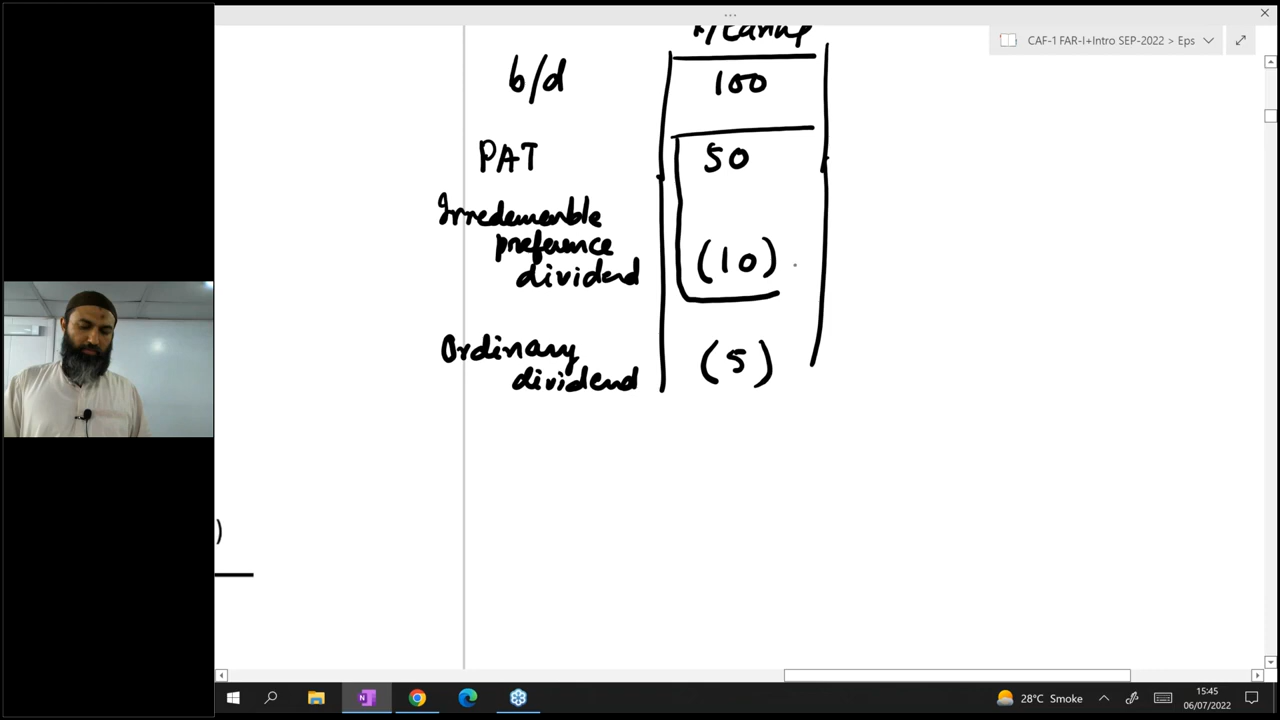 CAF-1 FAR-I+Intro SEP-2022 > Eps
b/d 100
PAT 50
Irredemenble
preference
dividend (10)
Ordinary
dividend (5)
)
28°C Smoke
15:45
06/07/2022